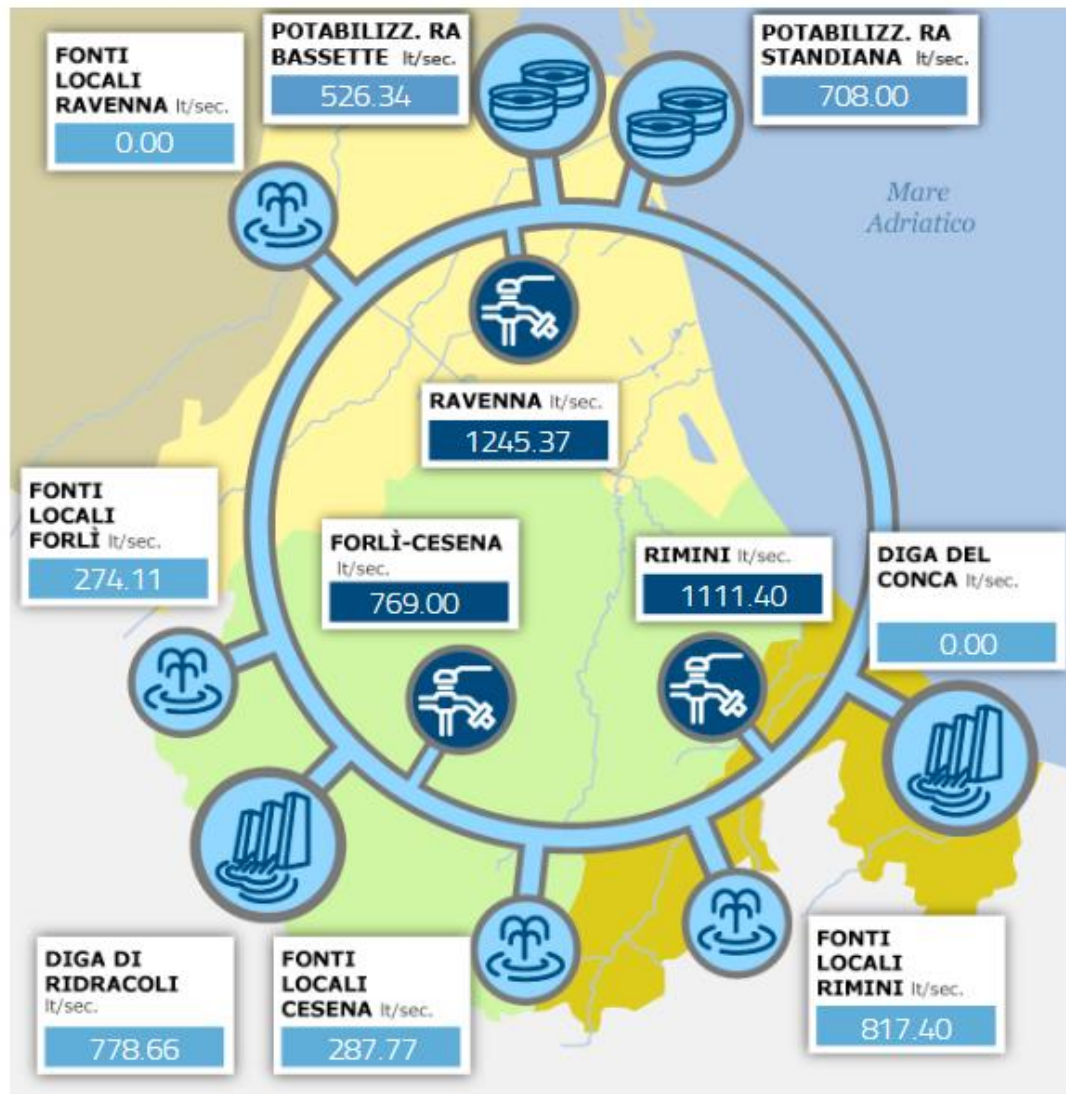 FONTI
LOCALI
RAVENNA lt/sec.
0.00
POTABILIZZ. RA
BASSETTE lt/sec.
526.34
POTABILIZZ. RA
STANDIANA lt/sec.
708.00
Mare
Adriatico
RAVENNA lt/sec.
1245.37
FONTI
LOCALI
FORLÌ lt/sec.
274.11
FORLÌ-CESENA
lt/sec.
769.00
RIMINI lt/sec.
1111.40
DIGA DEL
CONCA lt/sec.
0.00
DIGA DI
RIDRACOLI
lt/sec.
778.66
FONTI
LOCALI
CESENA lt/sec.
287.77
FONTI
LOCALI
RIMINI lt/sec.
817.40